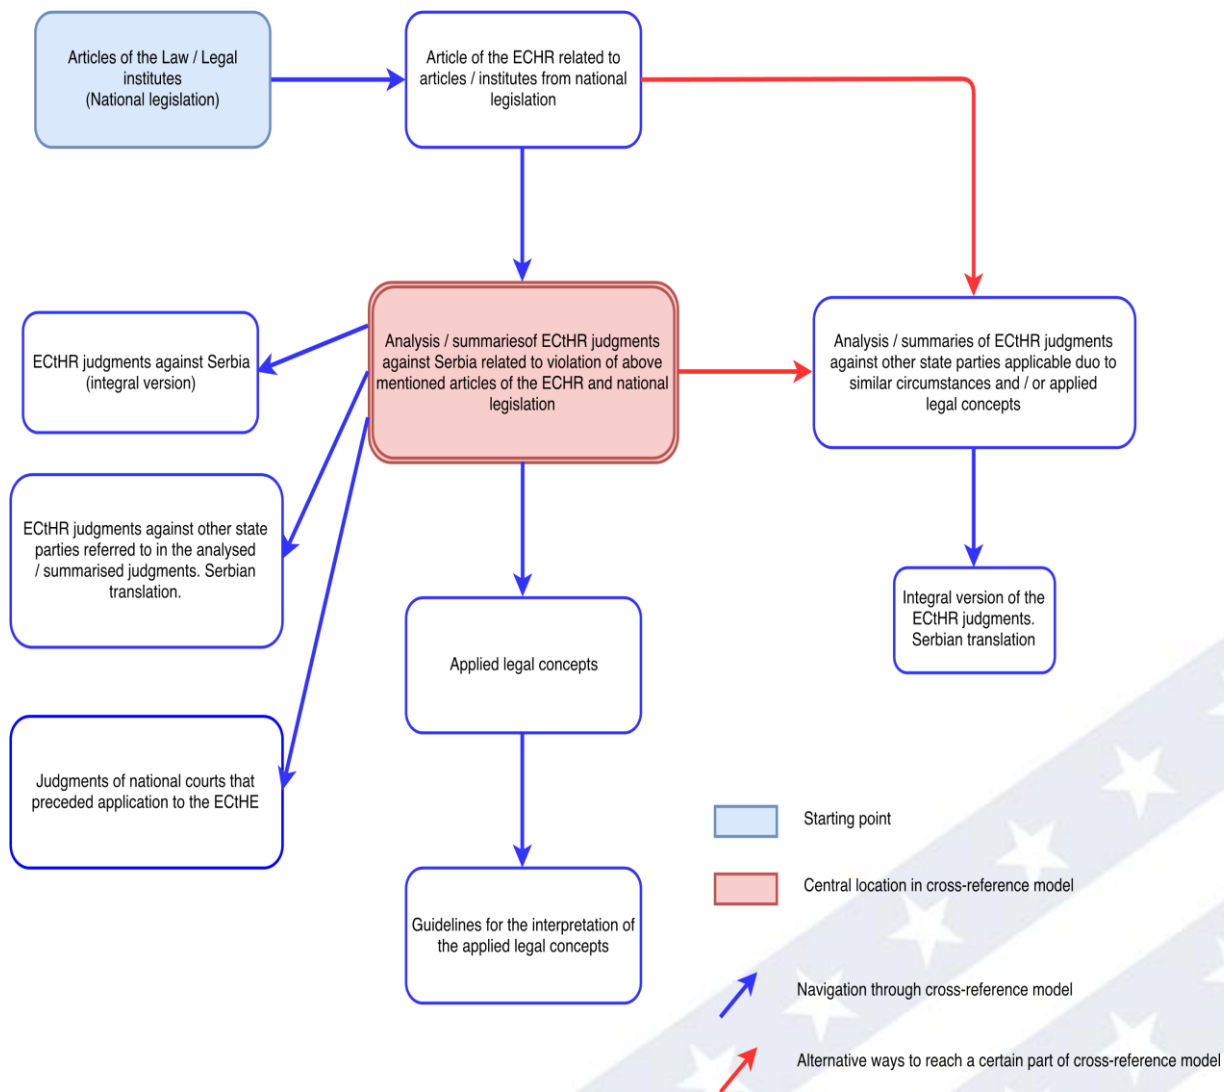 Articles of the Law / Legal
institutes
(National legislation)
Article of the ECHR related to
articles / institutes from national
legislation
ECtHR judgments against Serbia
(integral version)
Analysis / summariesof ECtHR judgments
against Serbia related to violation of above
mentioned articles of the ECHR and national
legislation
Analysis / summaries of ECtHR judgments
against other state parties applicable duo to
similar circumstances and / or applied
legal concepts
ECtHR judgments against other state
parties referred to in the analysed
/ summarised judgments. Serbian
translation.
Integral version of the
ECtHR judgments.
Serbian translation
Applied legal concepts
Judgments of national courts that
preceded application to the ECtHE
Guidelines for the interpretation of
the applied legal concepts
Starting point
Central location in cross-reference model
Navigation through cross-reference model
Alternative ways to reach a certain part of cross-reference model